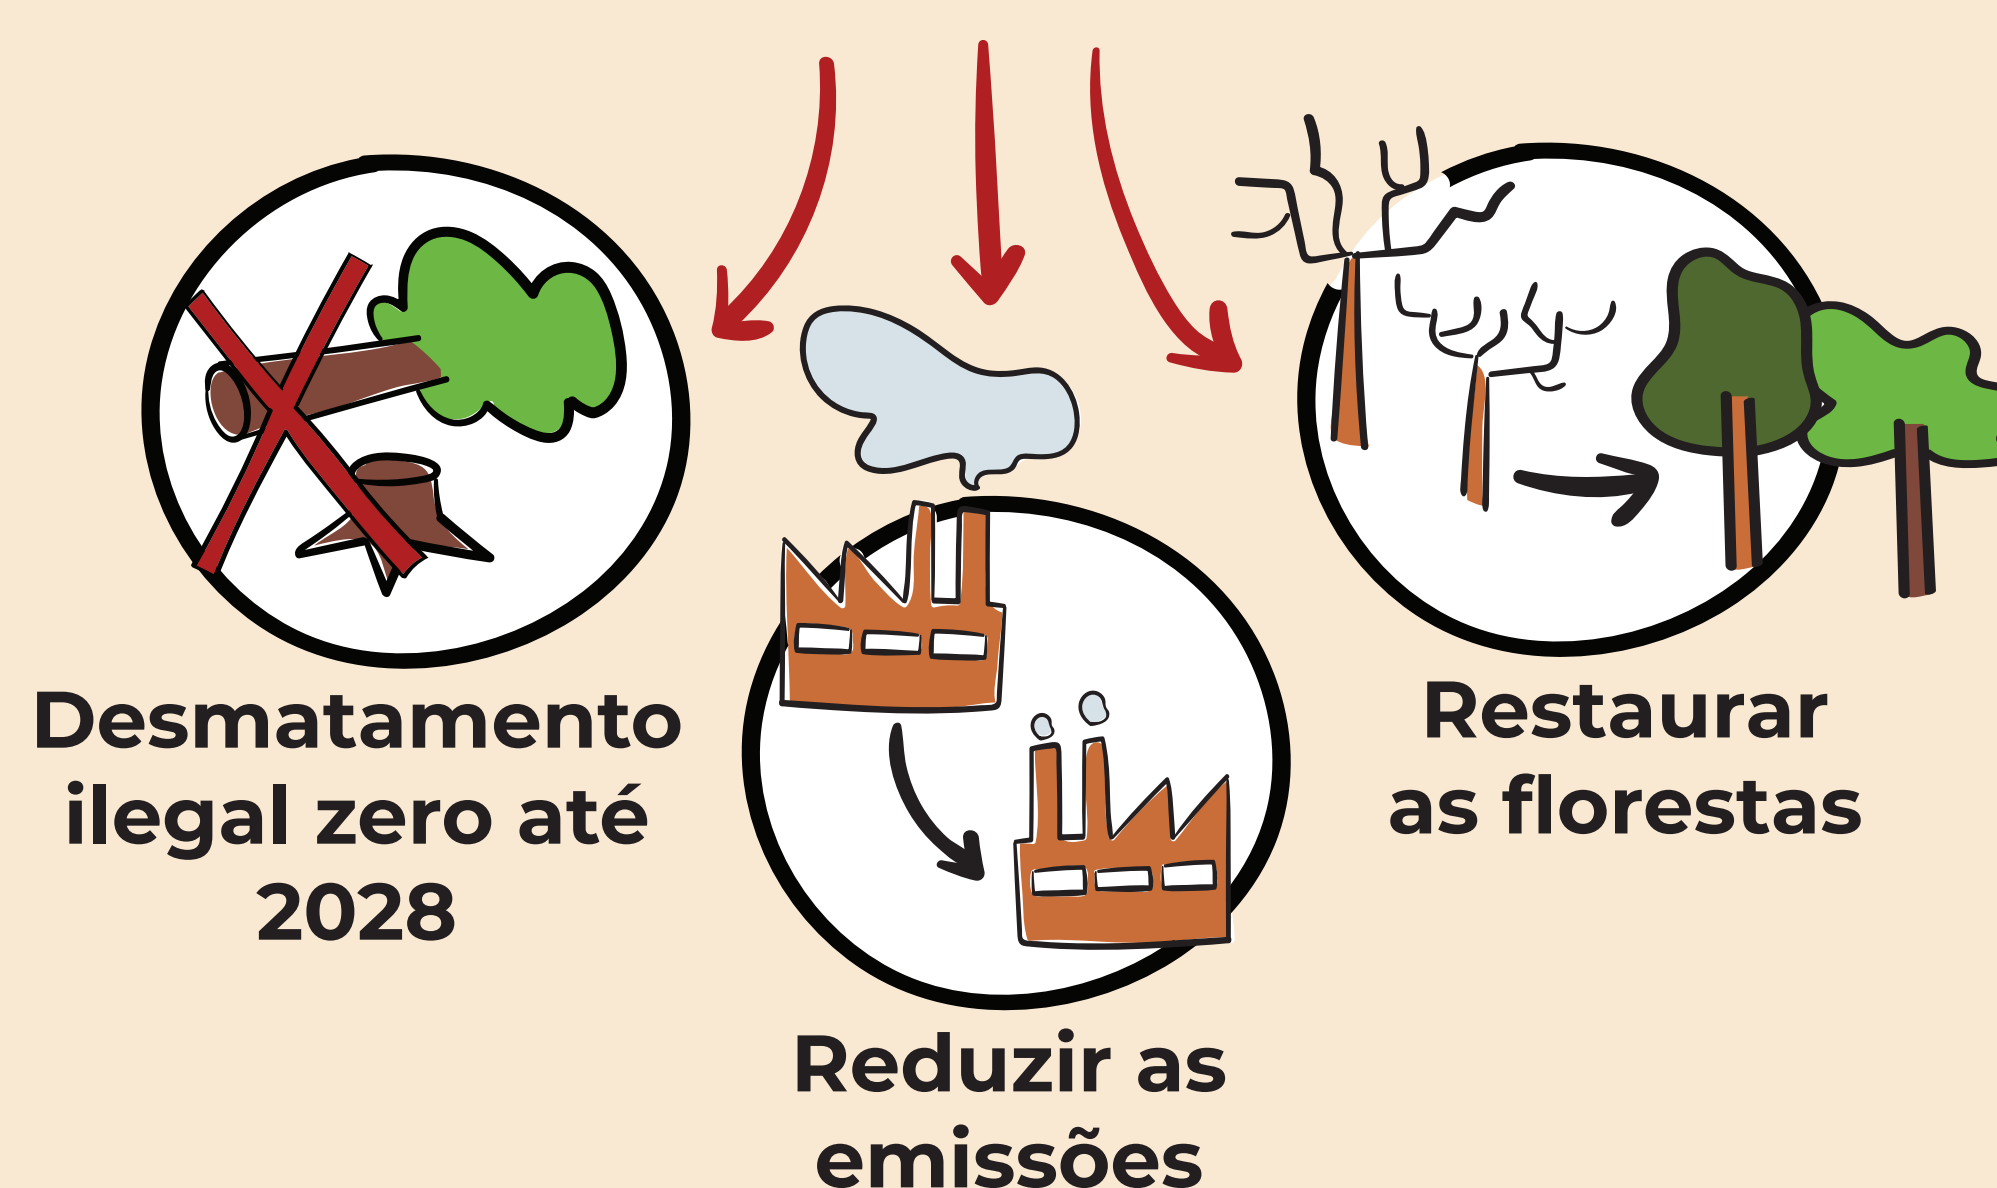 Desmatamento
ilegal zero até
2028
Reduzir as
emissões
Restaurar
as florestas